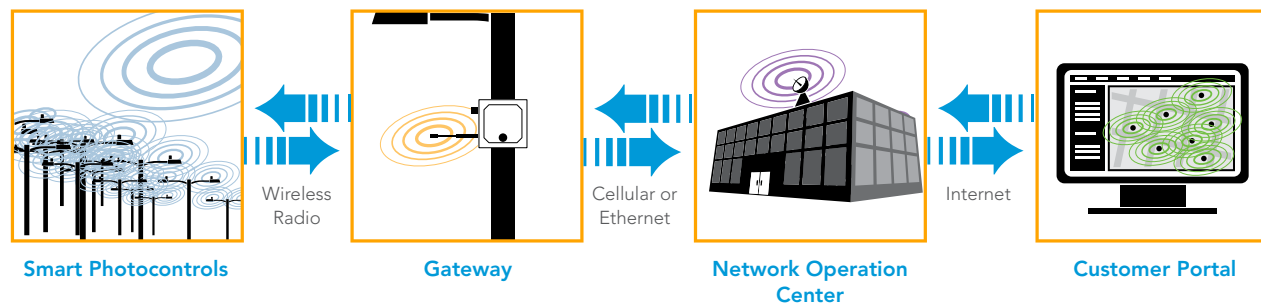 Wireless
Radio
Cellular or
Ethernet
Internet
Smart Photocontrols
Gateway
Network Operation
Center
Customer Portal